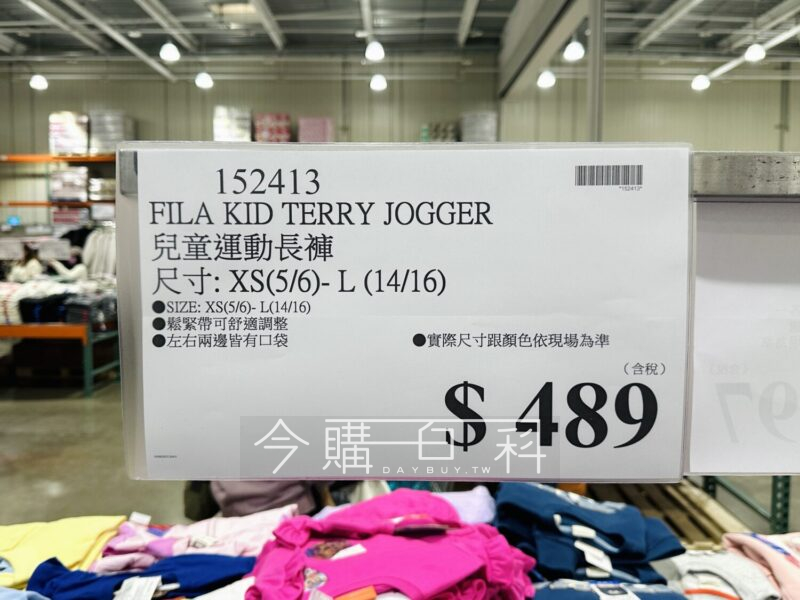 152413
*152413*
FILA KID TERRY JOGGER
兒童運動長褲
尺寸: XS(5/6)- L (14/16)
●SIZE: XS(5/6)- L(14/16)
●鬆緊帶可舒適調整
●左右兩邊皆有口袋
●實際尺寸跟顏色依現場為準
（含稅）
$ 489
今購百科
DAYBUY.TW
97